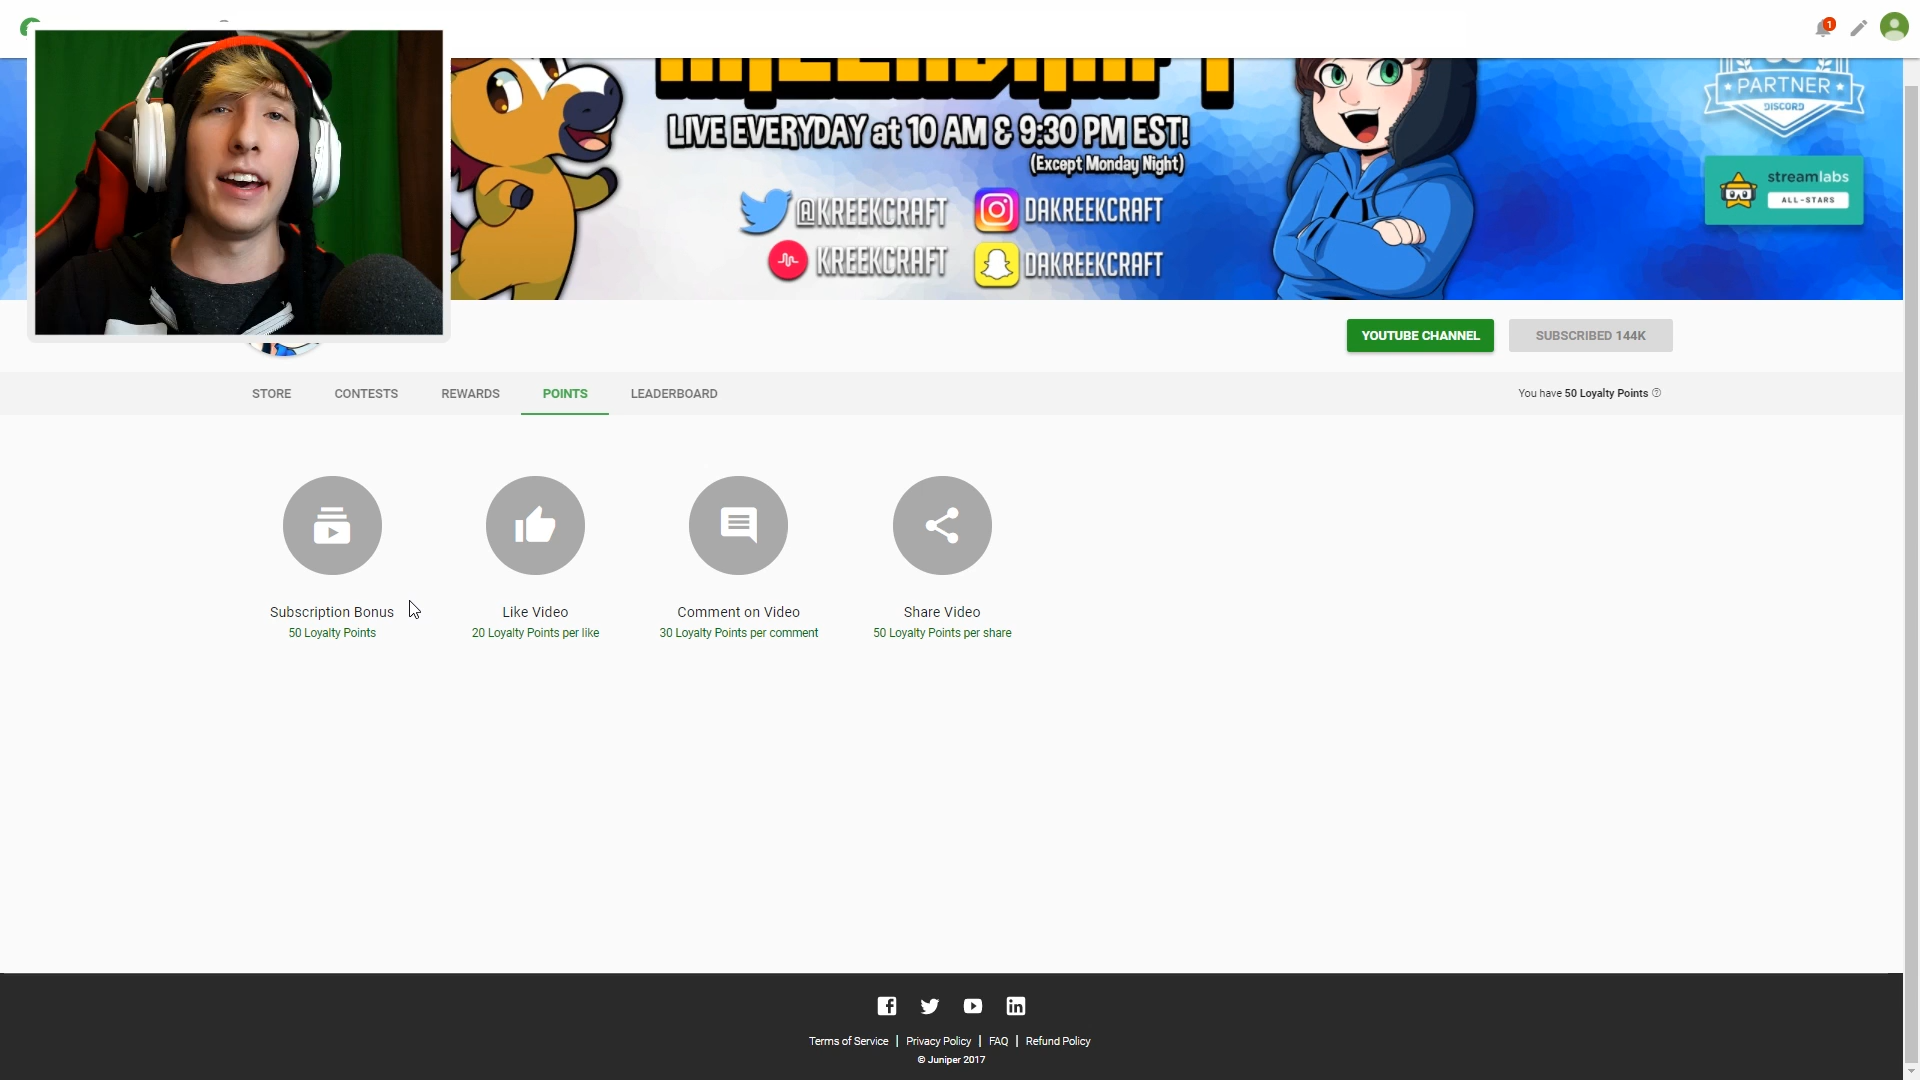 1
LIVE EVERYDAY at 10 AM & 9:30 PM EST!
(Except Monday Night)
@KREEKCRAFT
DAKREEKCRAFT
KREEKCRAFT
DAKREEKCRAFT
PARTNER
DISCORD
streamlabs
ALL-STARS
YOUTUBE CHANNEL
SUBSCRIBED 144K
STORE
CONTESTS
REWARDS
POINTS
LEADERBOARD
You have 50 Loyalty Points
Subscription Bonus
50 Loyalty Points
Like Video
20 Loyalty Points per like
Comment on Video
30 Loyalty Points per comment
Share Video
50 Loyalty Points per share
Terms of Service | Privacy Policy | FAQ | Refund Policy
© Juniper 2017